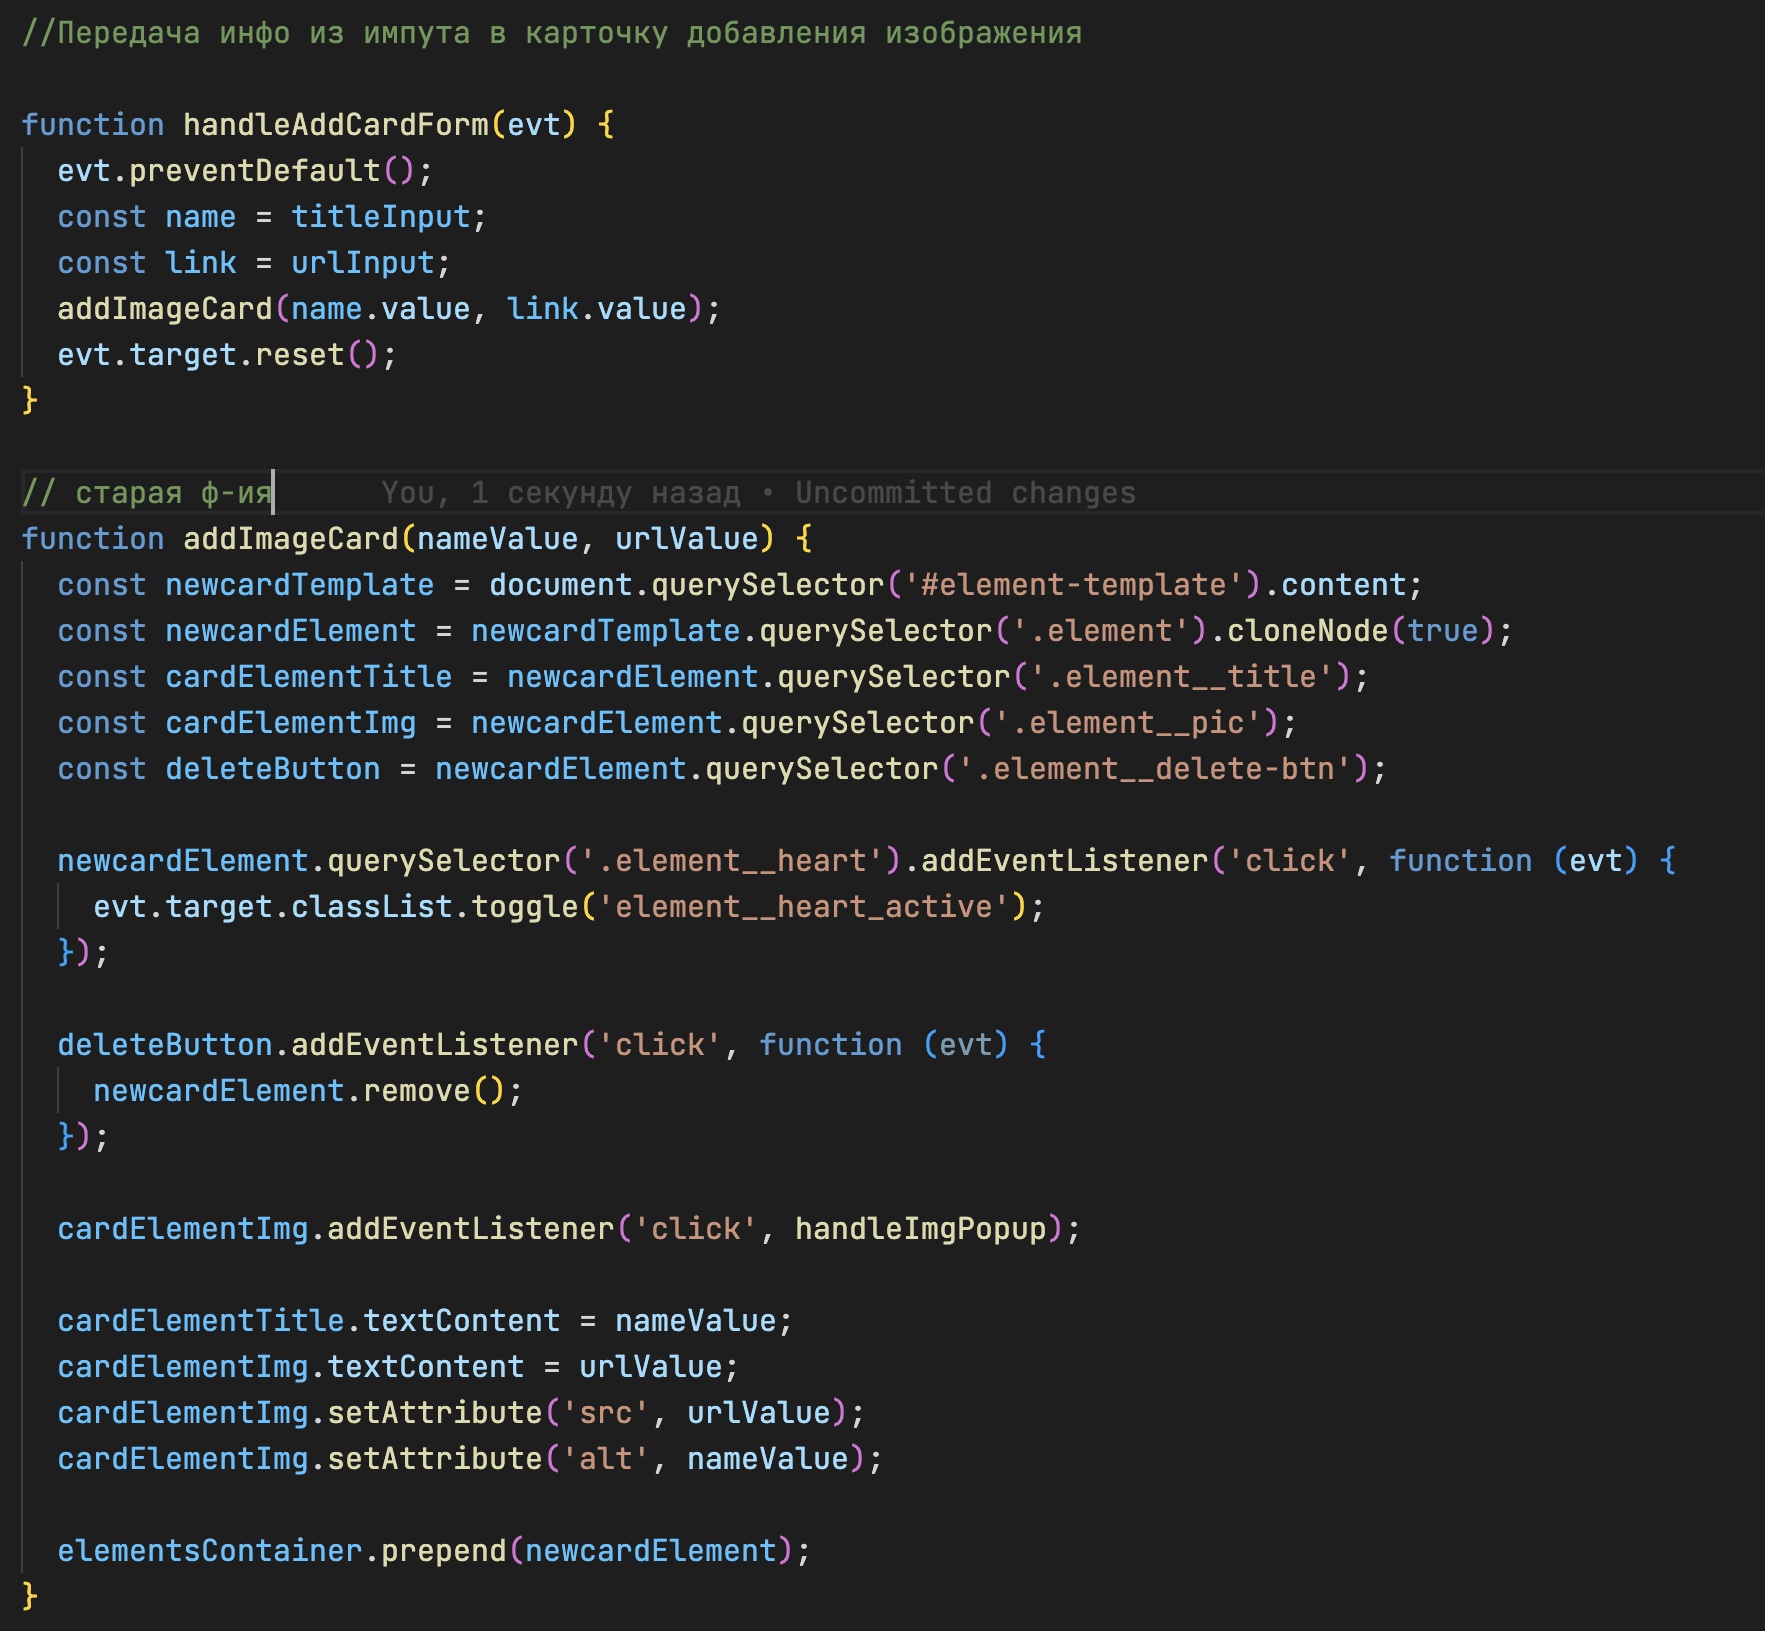 //Передача инфо из импута в карточку добавления изображения
function handleAddCardForm(evt) {
evt.preventDefault();
const name = titleInput;
const link = urlInput;
addImageCard(name.value, link.value);
evt.target.reset();
}
// старая ф-ия You, 1 секунду назад • Uncommitted changes
function addImageCard(nameValue, urlValue) {
const newcardTemplate = document.querySelector('#element-template').content;
const newcardElement = newcardTemplate.querySelector('.element').cloneNode(true);
const cardElementTitle = newcardElement.querySelector('.element__title');
const cardElementImg = newcardElement.querySelector('.element__pic');
const deleteButton = newcardElement.querySelector('.element__delete-btn');
newcardElement.querySelector('.element__heart').addEventListener('click', function (evt) {
evt.target.classList.toggle('element__heart_active');
});
deleteButton.addEventListener('click', function (evt) {
newcardElement.remove();
});
cardElementImg.addEventListener('click', handleImgPopup);
cardElementTitle.textContent = nameValue;
cardElementImg.textContent = urlValue;
cardElementImg.setAttribute('src', urlValue);
cardElementImg.setAttribute('alt', nameValue);
elementsContainer.prepend(newcardElement);
}